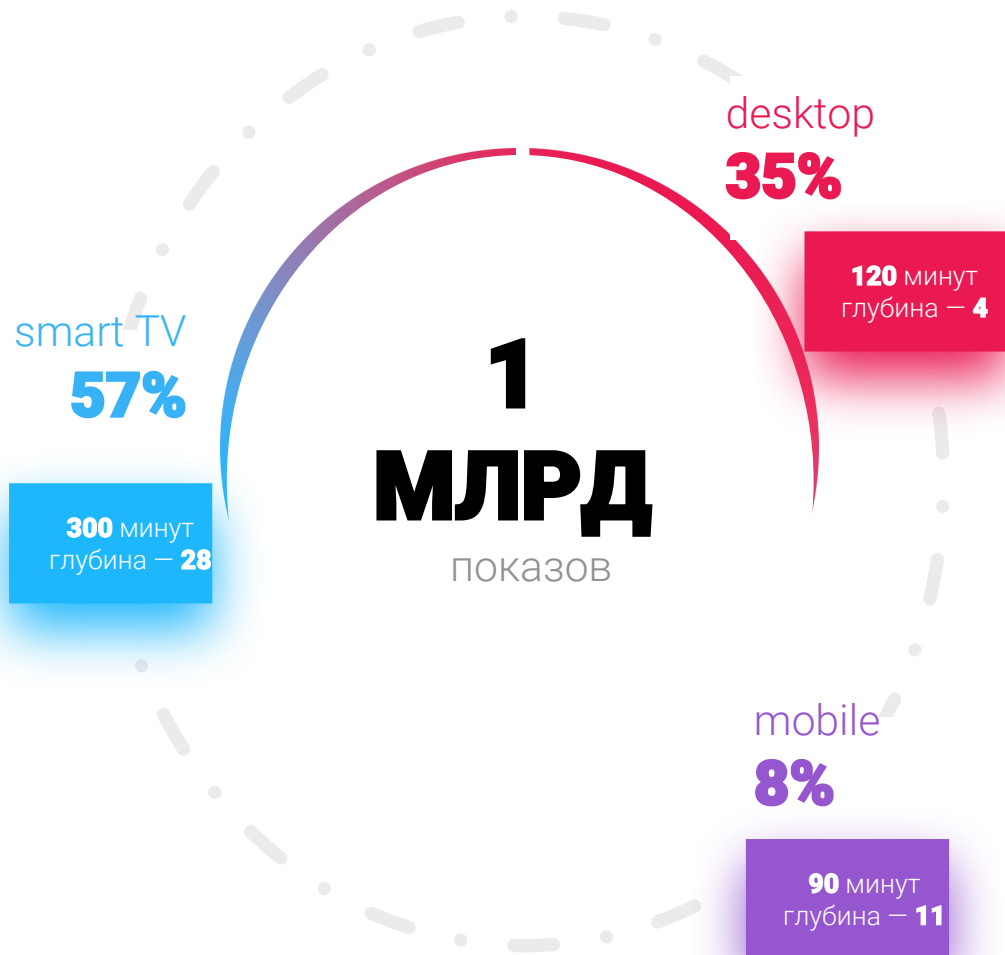 desktop
35%
120 минут
глубина — 4
smart TV
57%
300 минут
глубина — 28
1
МЛРД
показов
mobile
8%
90 минут
глубина — 11